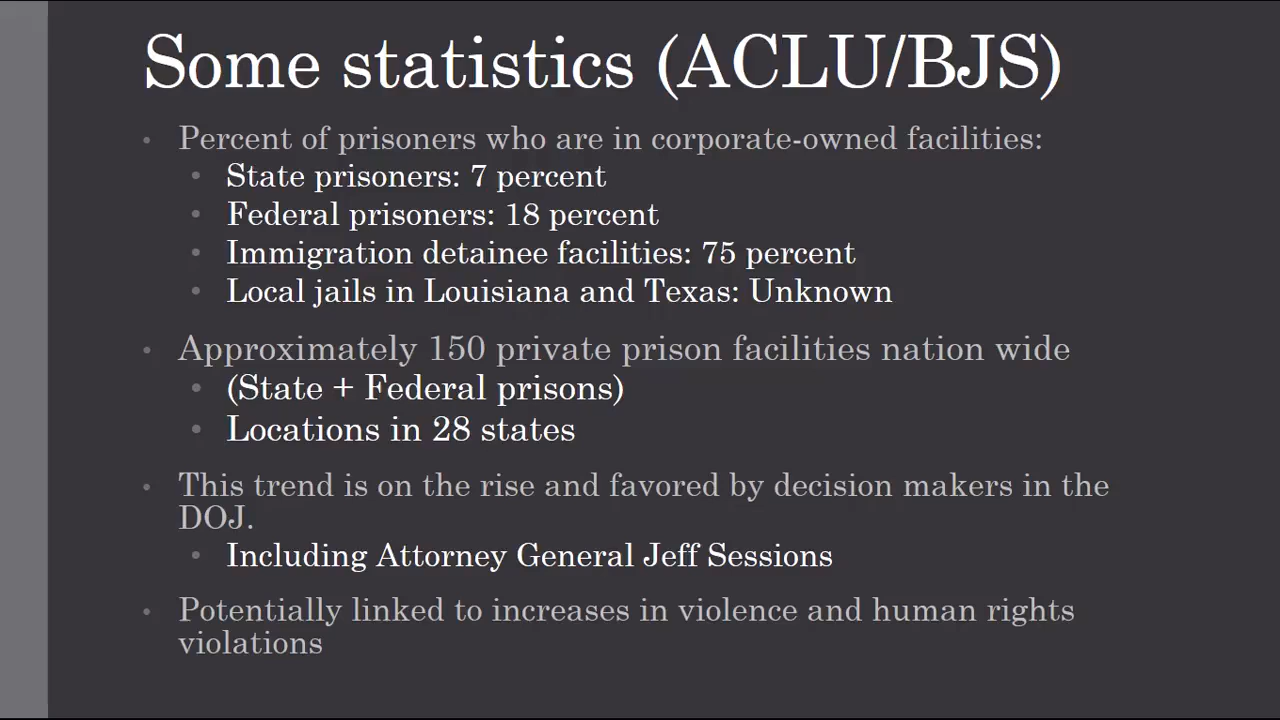 Some statistics (ACLU/BJS)
• Percent of prisoners who are in corporate-owned facilities:
• State prisoners: 7 percent
• Federal prisoners: 18 percent
• Immigration detainee facilities: 75 percent
• Local jails in Louisiana and Texas: Unknown
• Approximately 150 private prison facilities nation wide
• (State + Federal prisons)
• Locations in 28 states
• This trend is on the rise and favored by decision makers in the
DOJ.
• Including Attorney General Jeff Sessions
• Potentially linked to increases in violence and human rights
violations